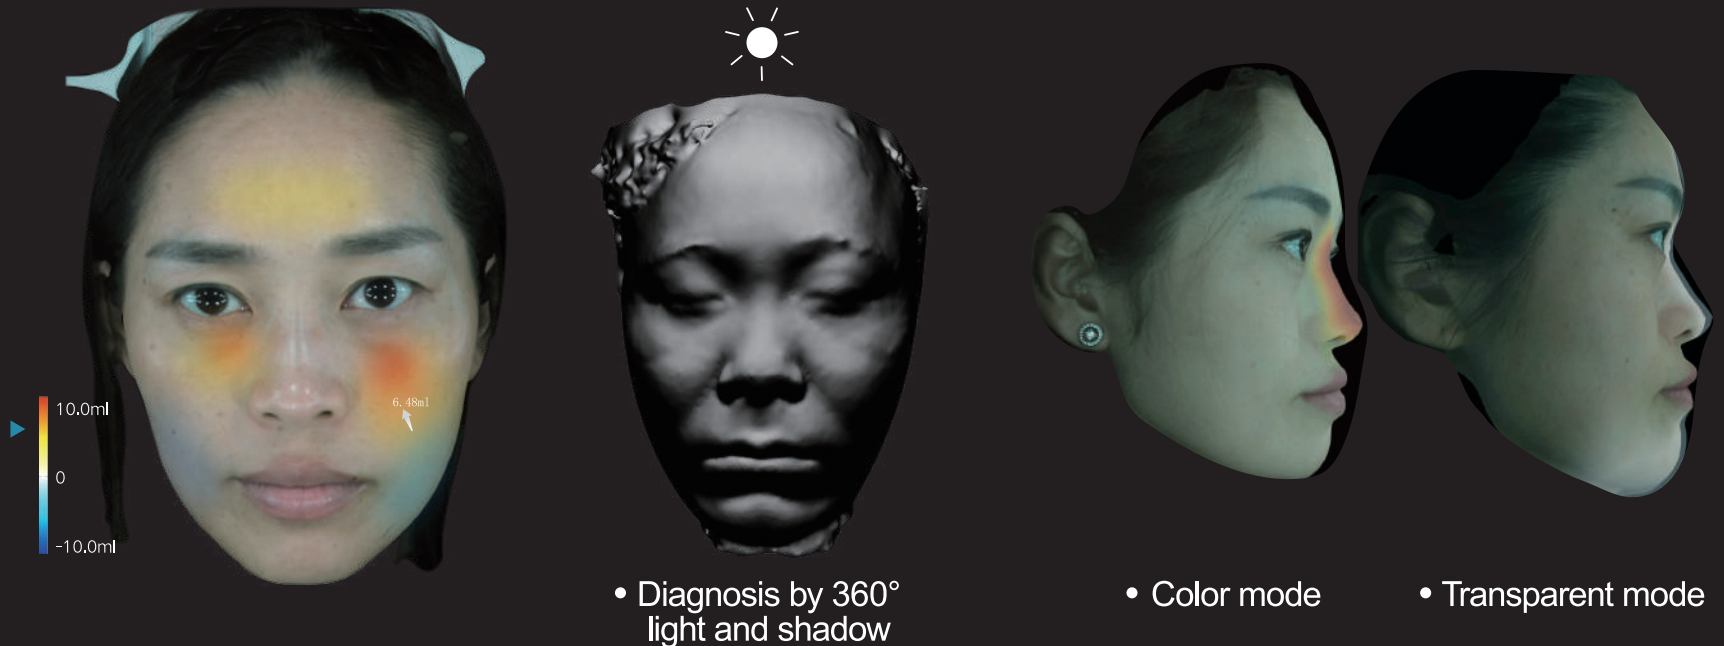 6.48ml
10.0ml
0
-10.0ml
• Diagnosis by 360°
light and shadow
• Color mode
• Transparent mode